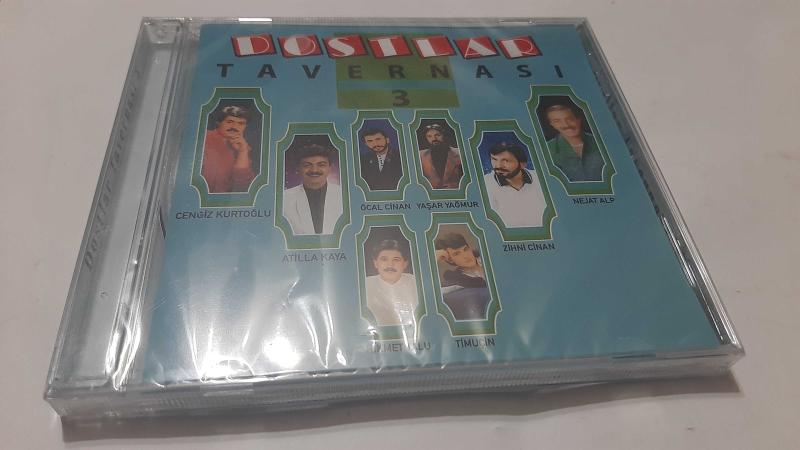 DOSTLAR
TAVERNASI
3
CENGİZ KURTOĞLU
ATİLLA KAYA
ÖCAL CİNAN
YAŞAR YAĞMUR
ZİHNİ CİNAN
NEJAT ALP
TİMUÇİN